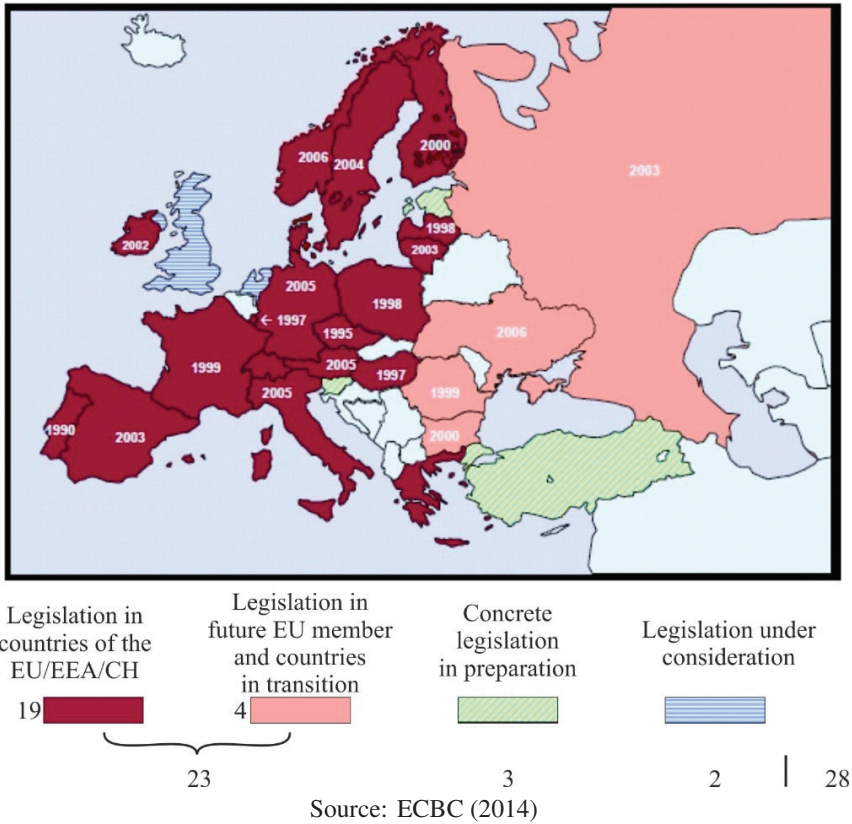 2003
2006
2004
2000
1998
2002
2003
2005
1998
← 1997
1995
2006
1999
2005
1997
2005
1999
1990
2003
2000
Legislation in
countries of the
EU/EEA/CH
19
Legislation in
future EU member
and countries
in transition
4
Concrete
legislation
in preparation
Legislation under
consideration
23
3
2
28
Source: ECBC (2014)